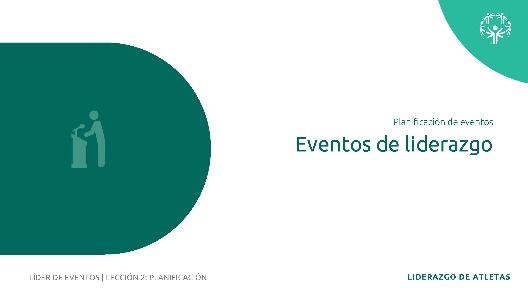 Planificación de eventos
Eventos de liderazgo
LÍDER DE EVENTOS | LECCIÓN 2: PLANIFICACIÓN
LIDERAZGO DE ATLETAS